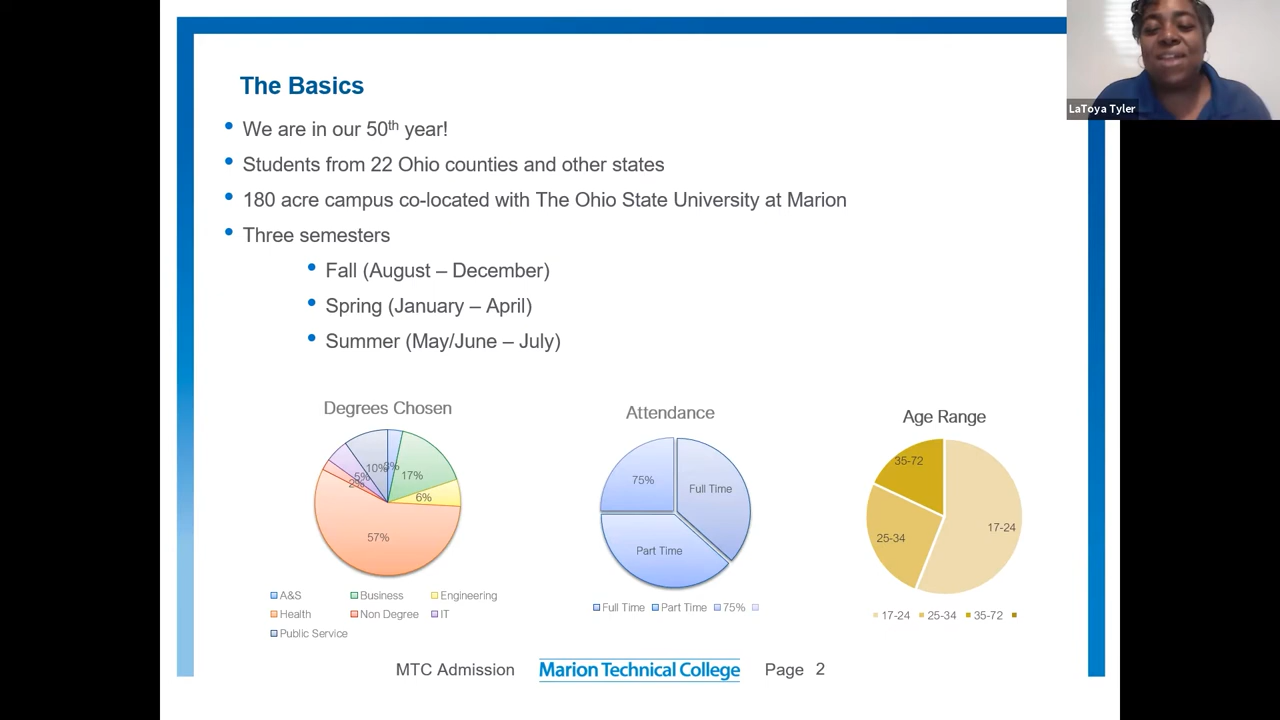 LaToya Tyler
The Basics
We are in our 50th year!
Students from 22 Ohio counties and other states
180 acre campus co-located with The Ohio State University at Marion
Three semesters
Fall (August – December)
Spring (January – April)
Summer (May/June – July)
Degrees Chosen
10%
3%
17%
5%
2%
6%
57%
A&S
Business
Engineering
Health
Non Degree
IT
Public Service
Attendance
75%
Full Time
Part Time
Full Time
Part Time
75%
Age Range
35-72
17-24
25-34
17-24
25-34
35-72
MTC Admission
Marion Technical College
Page 2